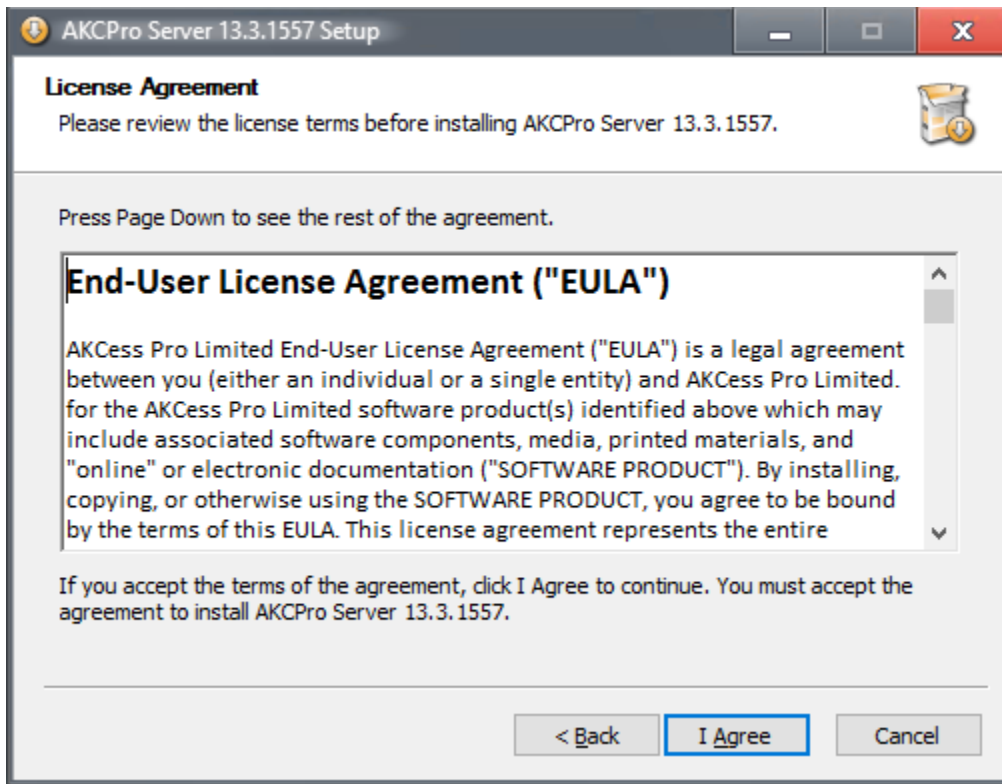 AKCPro Server 13.3.1557 Setup
License Agreement
Please review the license terms before installing AKCPro Server 13.3.1557.
Press Page Down to see the rest of the agreement.
End-User License Agreement ("EULA")
AKCess Pro Limited End-User License Agreement ("EULA") is a legal agreement
between you (either an individual or a single entity) and AKCess Pro Limited.
for the AKCess Pro Limited software product(s) identified above which may
include associated software components, media, printed materials, and
"online" or electronic documentation ("SOFTWARE PRODUCT"). By installing,
copying, or otherwise using the SOFTWARE PRODUCT, you agree to be bound
by the terms of this EULA. This license agreement represents the entire
If you accept the terms of the agreement, click I Agree to continue. You must accept the
agreement to install AKCPro Server 13.3.1557.
< Back I Agree Cancel